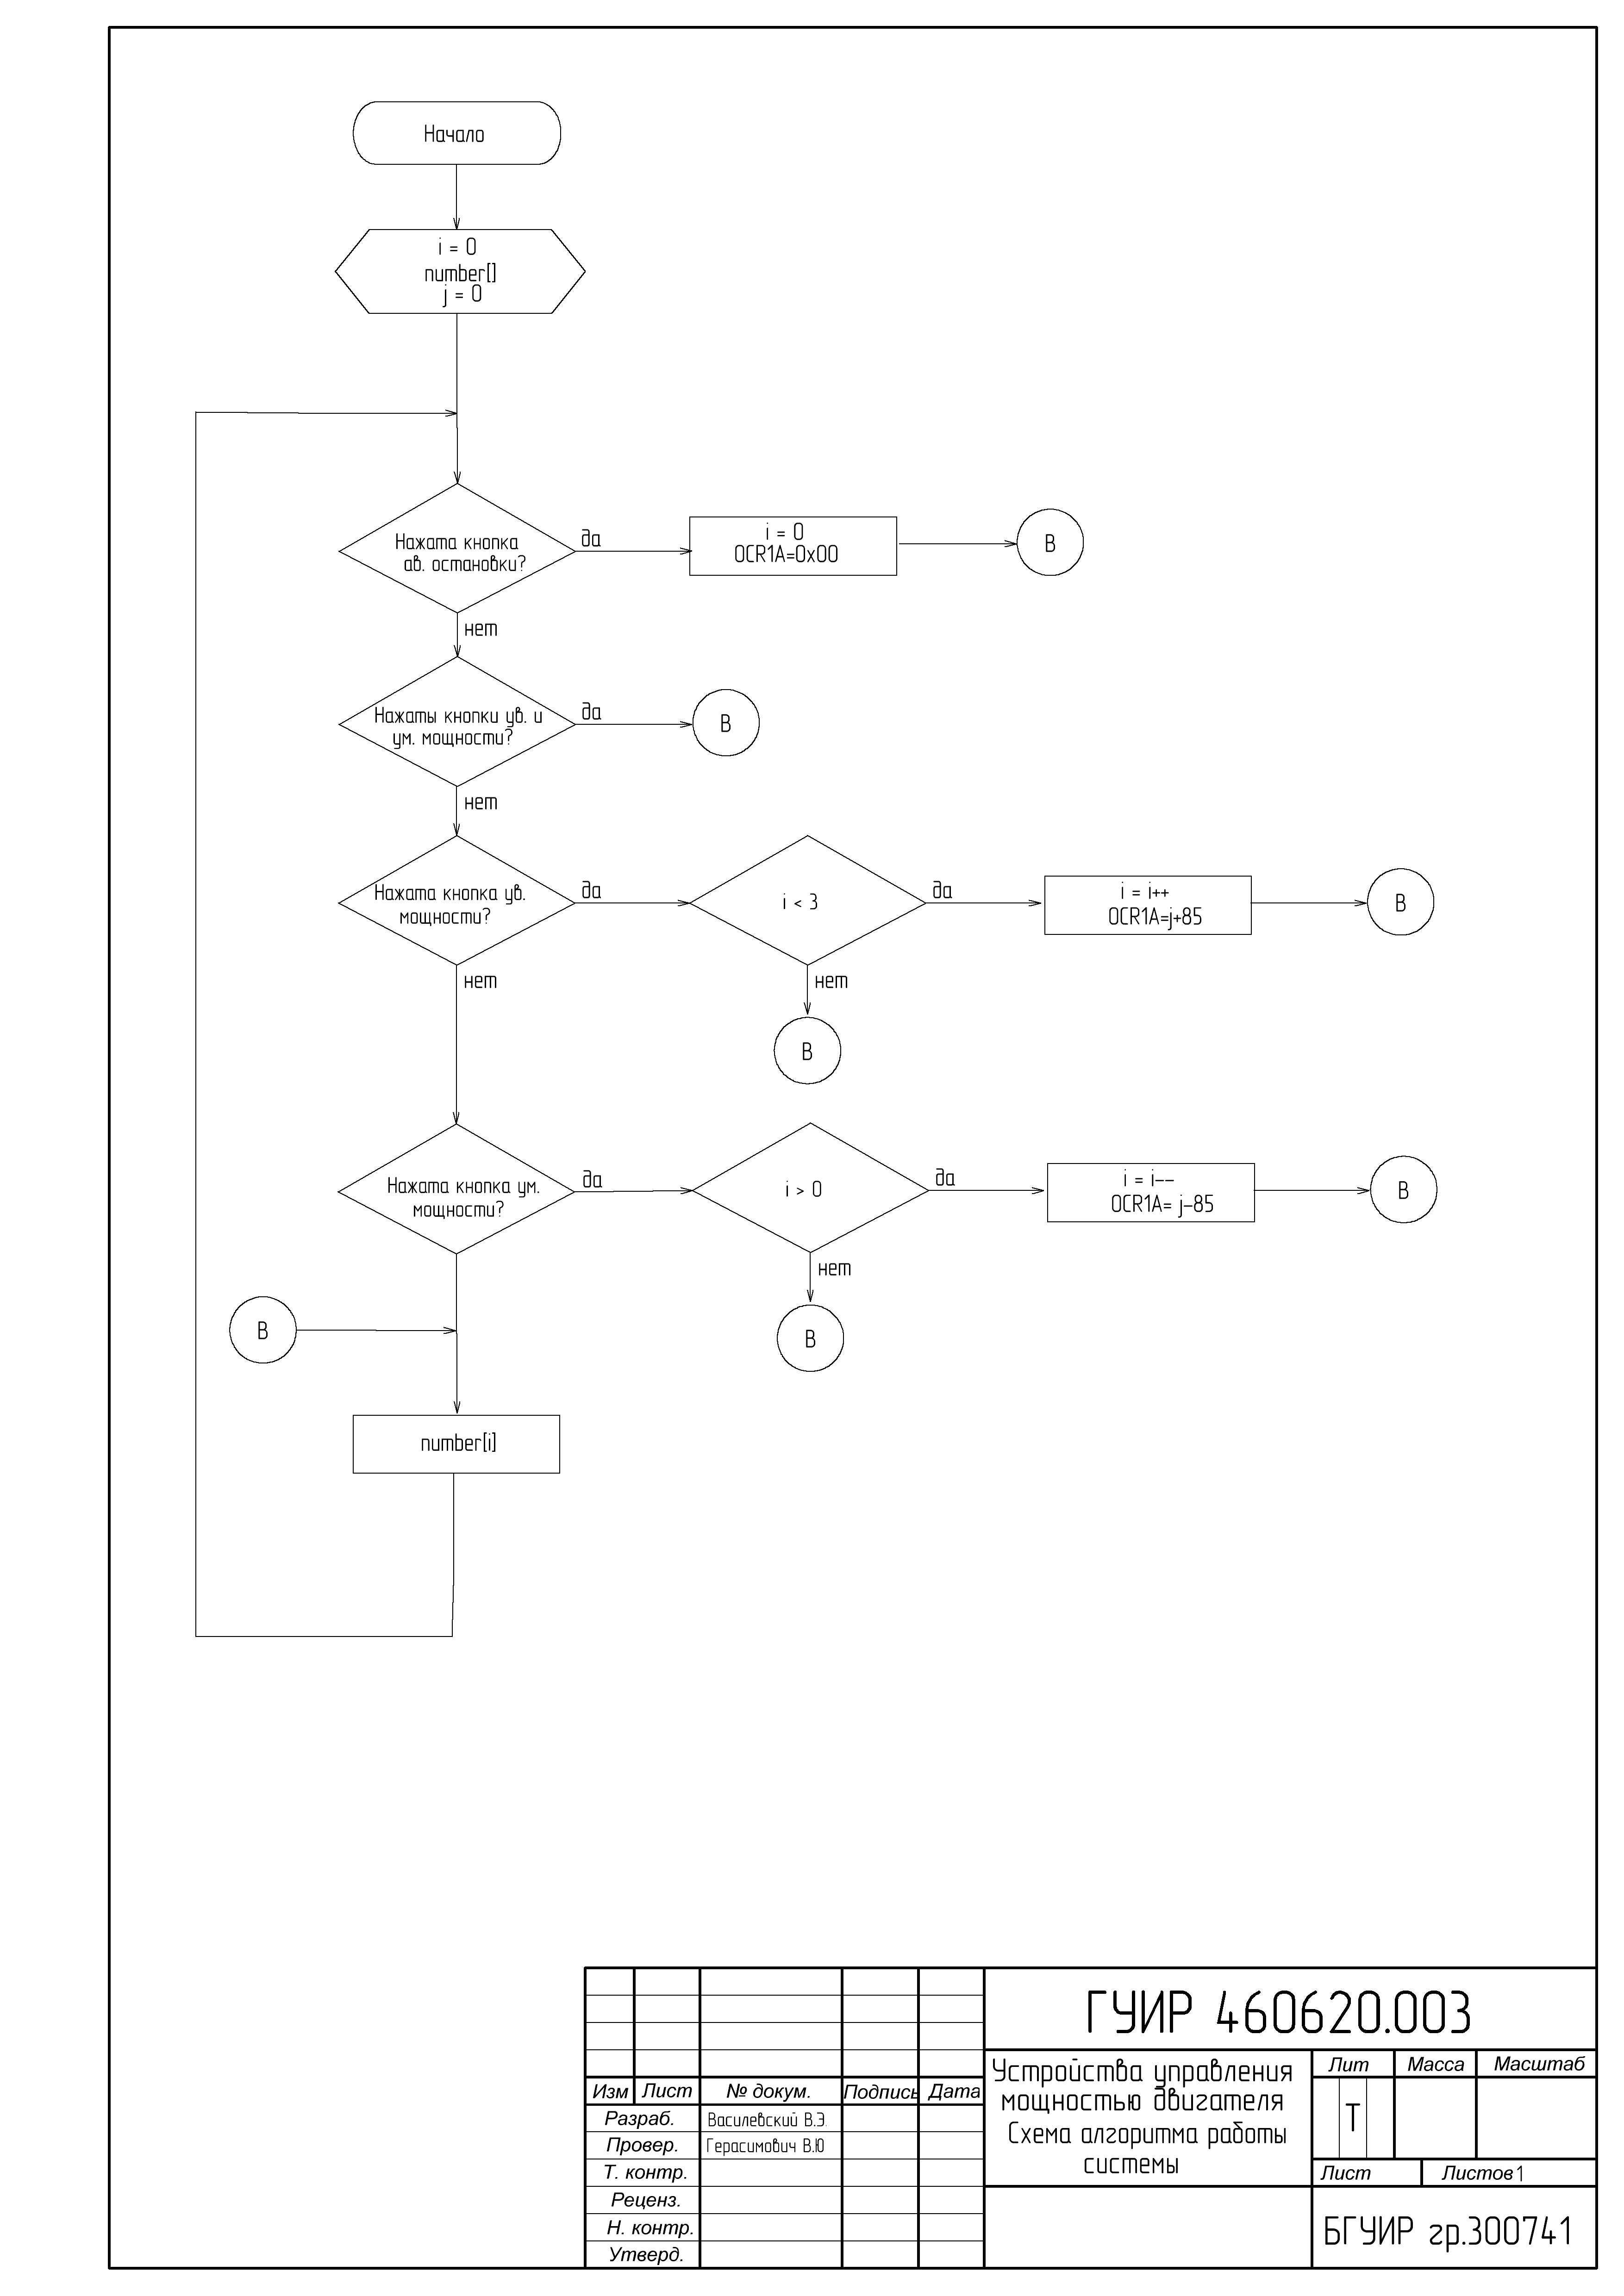 Начало
i = 0
number[]
j = 0
Нажата кнопка
ав. остановки?
да
i = 0
OCR1A=0x00
В
нет
Нажаты кнопки ув. и
ум. мощности?
да
В
нет
Нажата кнопка ув.
мощности?
да
i < 3
да
i = i++
OCR1A=j+85
В
нет
нет
В
Нажата кнопка ум.
мощности?
да
i > 0
да
i = i--
OCR1A= j-85
В
нет
В
В
number[i]
ГУИР 460620.003
Устройства управления
мощностью двигателя
Схема алгоритма работы
системы
Лит Масса Масштаб
Т
Лист Листов 1
БГУИР гр.300741
Изм Лист № докум. Подпись Дата
Разраб. Василевский В.Э.
Провер. Герасимович В.Ю
Т. контр.
Реценз.
Н. контр.
Утверд.